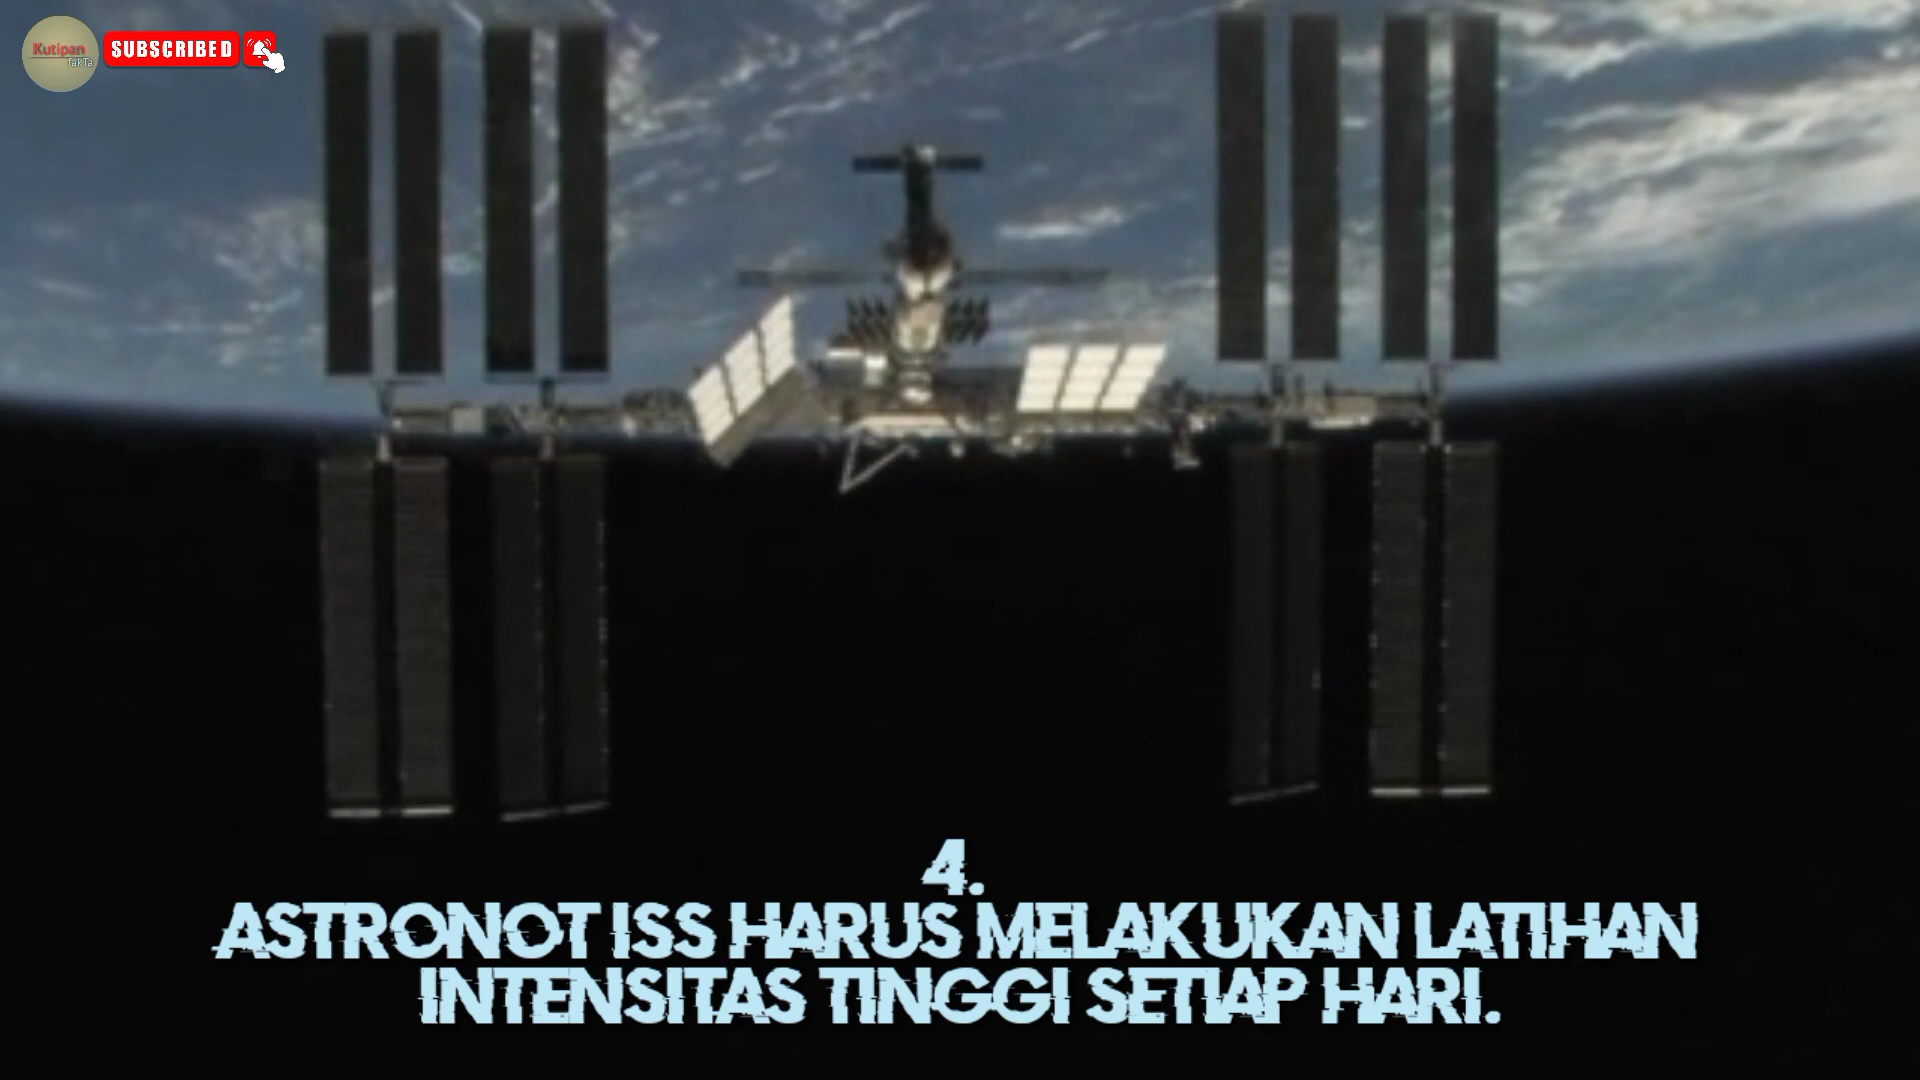 Kutipan
fakTa
SUBSCRIBED
4.
ASTRONOT ISS HARUS MELAKUKAN LATIHAN
INTENSITAS TINGGI SETIAP HARI.